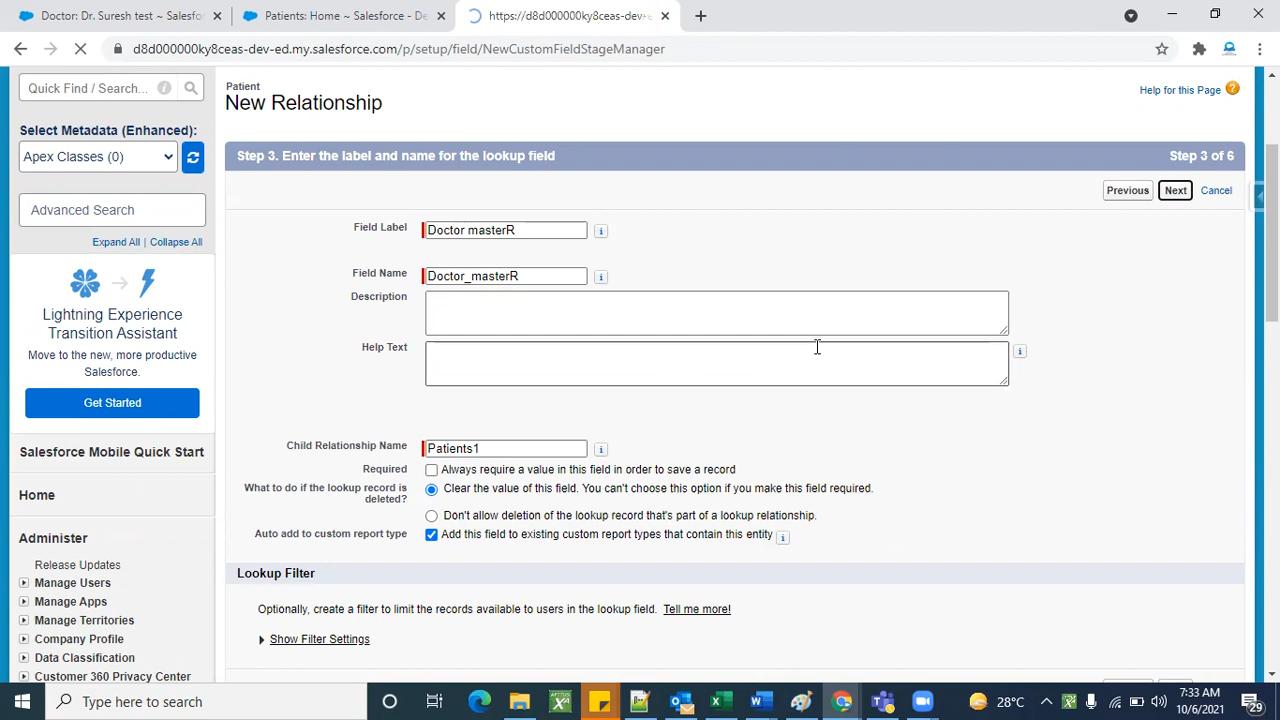 Doctor: Dr. Suresh test ~ Salesfo
Patients: Home ~ Salesforce - De
https://d8d000000ky8ceas-dev-e
d8d000000ky8ceas-dev-ed.my.salesforce.com/p/setup/field/NewCustomFieldStageManager
Quick Find / Search...
Select Metadata (Enhanced):
Apex Classes (0)
Advanced Search
Expand All | Collapse All
Lightning Experience
Transition Assistant
Move to the new, more productive
Salesforce.
Get Started
Salesforce Mobile Quick Start
Home
Administer
Release Updates
Manage Users
Manage Apps
Manage Territories
Company Profile
Data Classification
Customer 360 Privacy Center
Patient
New Relationship
Help for this Page
Step 3. Enter the label and name for the lookup field
Step 3 of 6
Previous
Next
Cancel
Field Label
Doctor masterR
Field Name
Doctor_masterR
Description
Help Text
Child Relationship Name
Patients1
Required
Always require a value in this field in order to save a record
What to do if the lookup record is
deleted?
Clear the value of this field. You can't choose this option if you make this field required.
Don't allow deletion of the lookup record that's part of a lookup relationship.
Auto add to custom report type
Add this field to existing custom report types that contain this entity
Lookup Filter
Optionally, create a filter to limit the records available to users in the lookup field. Tell me more!
Show Filter Settings
Type here to search
28°C
7:33 AM
10/6/2021
29